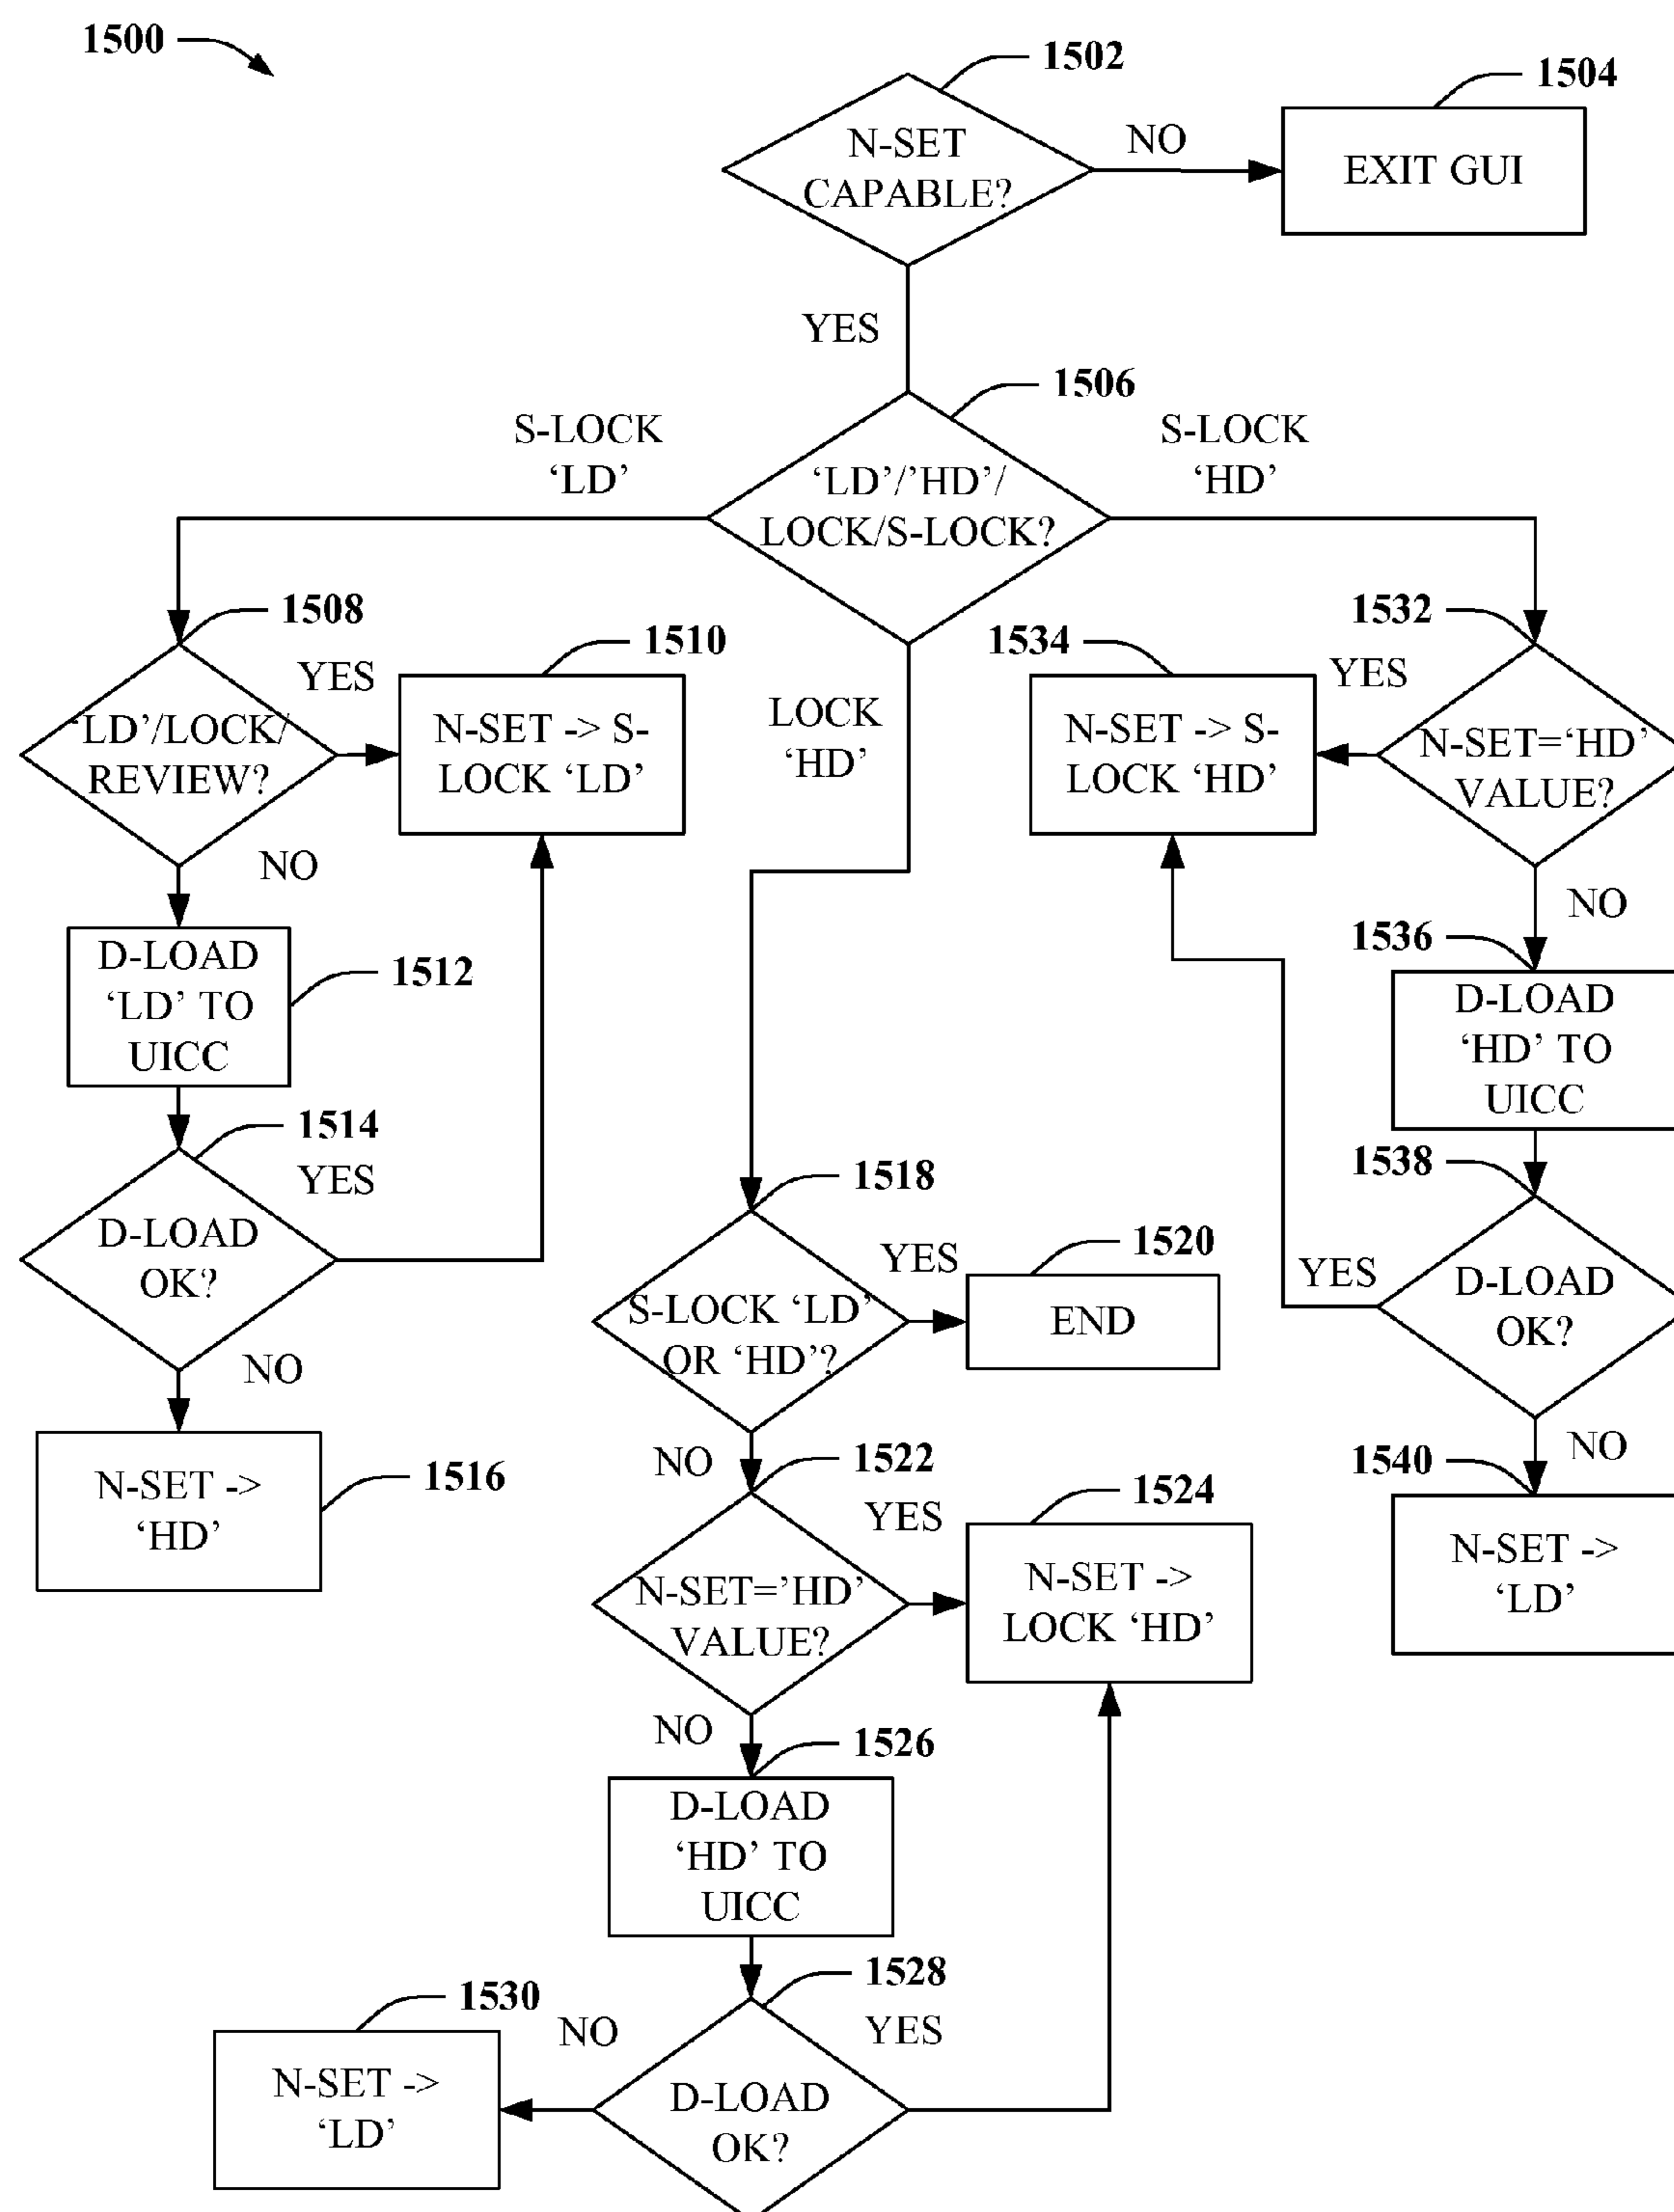 1500
1502
1504
N-SET
CAPABLE?
NO
EXIT GUI
YES
1506
S-LOCK
‘LD’
‘LD’/’HD’/
LOCK/S-LOCK?
S-LOCK
‘HD’
1508
YES
‘LD’/LOCK/
REVIEW?
NO
1510
N-SET -> S-
LOCK ‘LD’
LOCK
‘HD’
1534
N-SET -> S-
LOCK ‘HD’
1532
YES
N-SET=‘HD’
VALUE?
NO
D-LOAD
‘LD’ TO
UICC
1512
1536
D-LOAD
‘HD’ TO
UICC
1514
YES
D-LOAD
OK?
NO
1538
YES
D-LOAD
OK?
NO
1518
YES
S-LOCK ‘LD’
OR ‘HD’?
NO
1520
END
N-SET ->
‘HD’
1516
1522
YES
N-SET=’HD’
VALUE?
NO
1524
N-SET ->
LOCK ‘HD’
1540
N-SET ->
‘LD’
1526
D-LOAD
‘HD’ TO
UICC
1528
YES
NO
D-LOAD
OK?
1530
N-SET ->
‘LD’